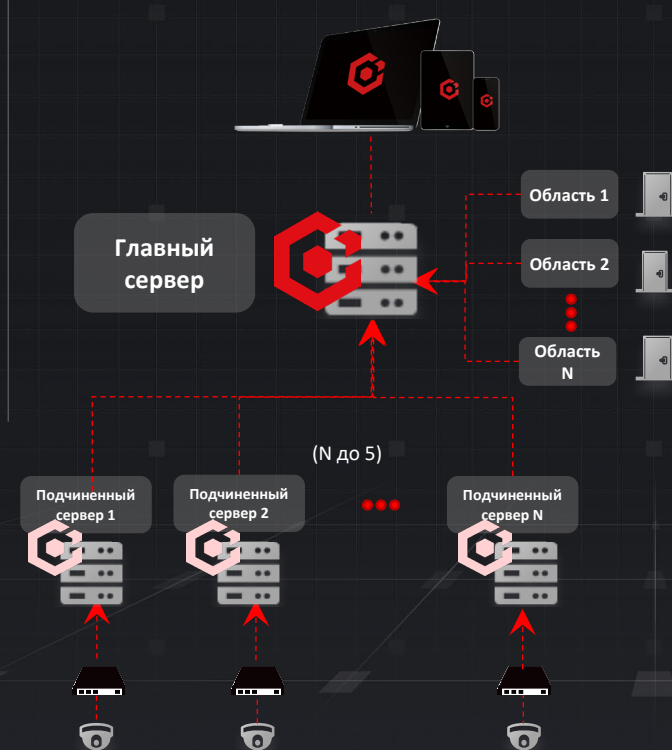 Область 1
Главный
сервер
Область 2
Область
N
(N до 5)
Подчиненный
сервер 1
Подчиненный
сервер 2
Подчиненный
сервер N